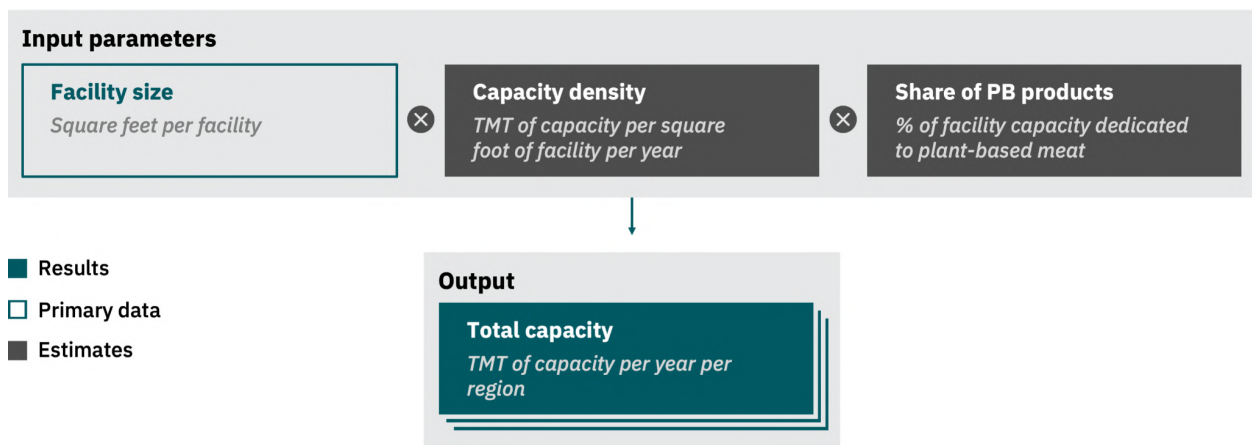 Input parameters
Facility size
Square feet per facility
Capacity density
TMT of capacity per square
foot of facility per year
Share of PB products
% of facility capacity dedicated
to plant-based meat
Results
Primary data
Estimates
Output
Total capacity
TMT of capacity per year per
region